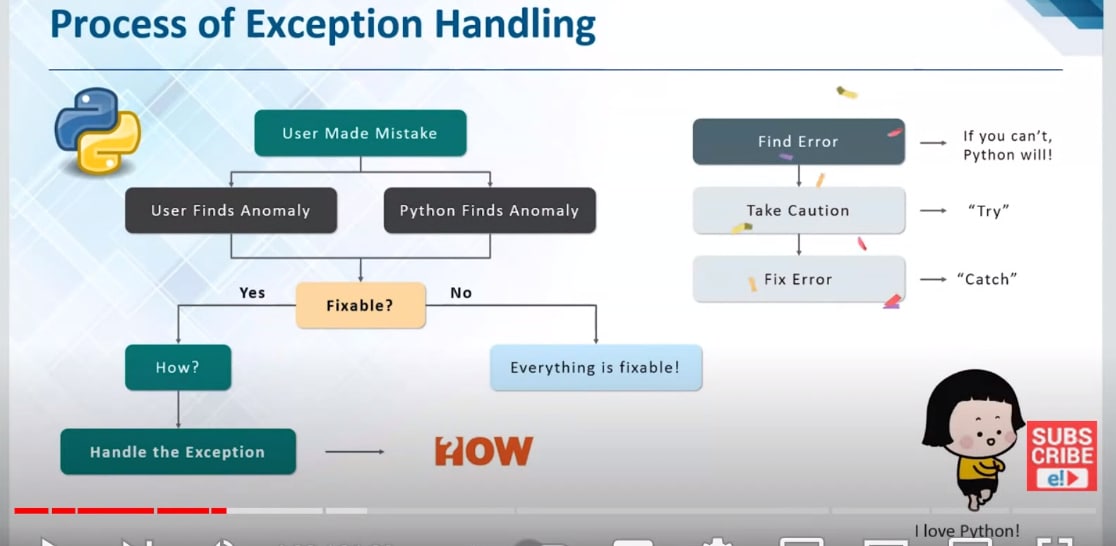 Process of Exception Handling
User Made Mistake
User Finds Anomaly
Python Finds Anomaly
Yes
Fixable?
No
How?
Everything is fixable!
Handle the Exception
HOW
?
Find Error
If you can't,
Python will!
Take Caution
“Try”
Fix Error
“Catch”
SUBS
CRIBE
e!
I love Python!